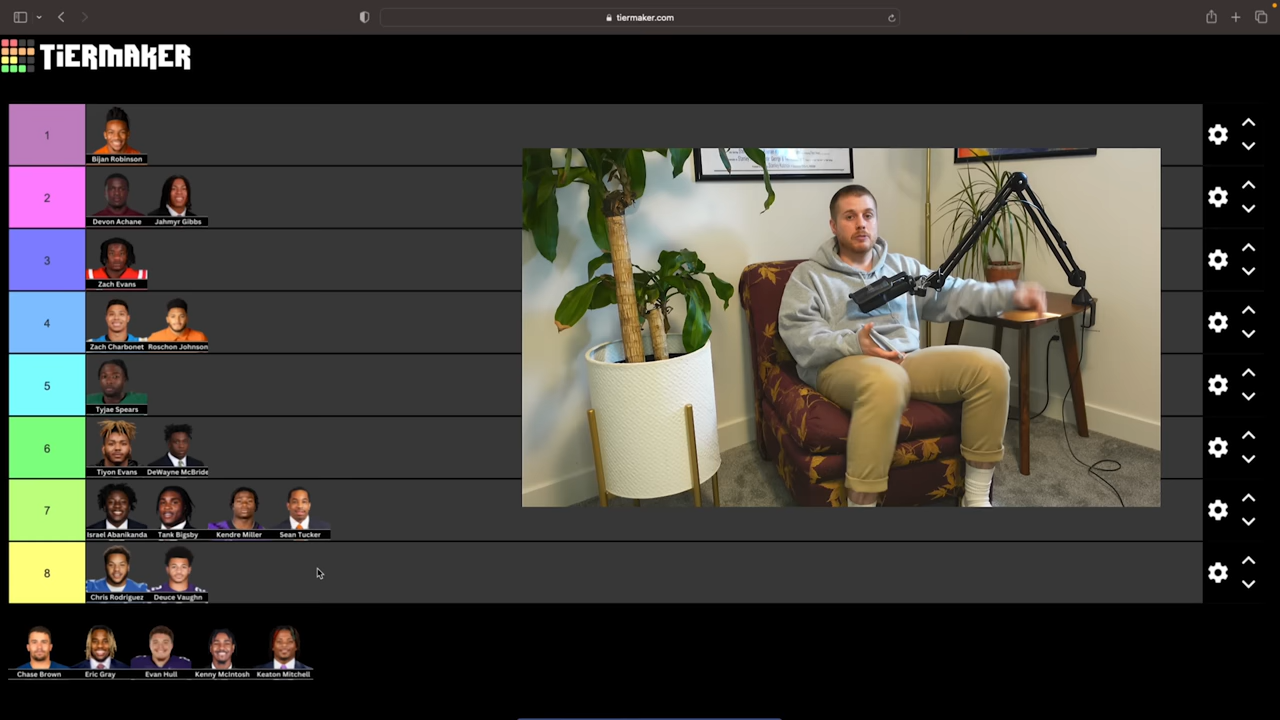 tiermaker.com
TIERMAKER
1
Bijan Robinson
2
Devon Achane Jahmyr Gibbs
3
Zach Evans
4
Zach Charbonet Roschon Johnson
5
Tyjae Spears
6
Tiyon Evans DeWayne McBride
7
Israel Abanikanda Tank Bigsby Kendre Miller Sean Tucker
8
Chris Rodriguez Deuce Vaughn
Chase Brown Eric Gray Evan Hull Kenny McIntosh Keaton Mitchell